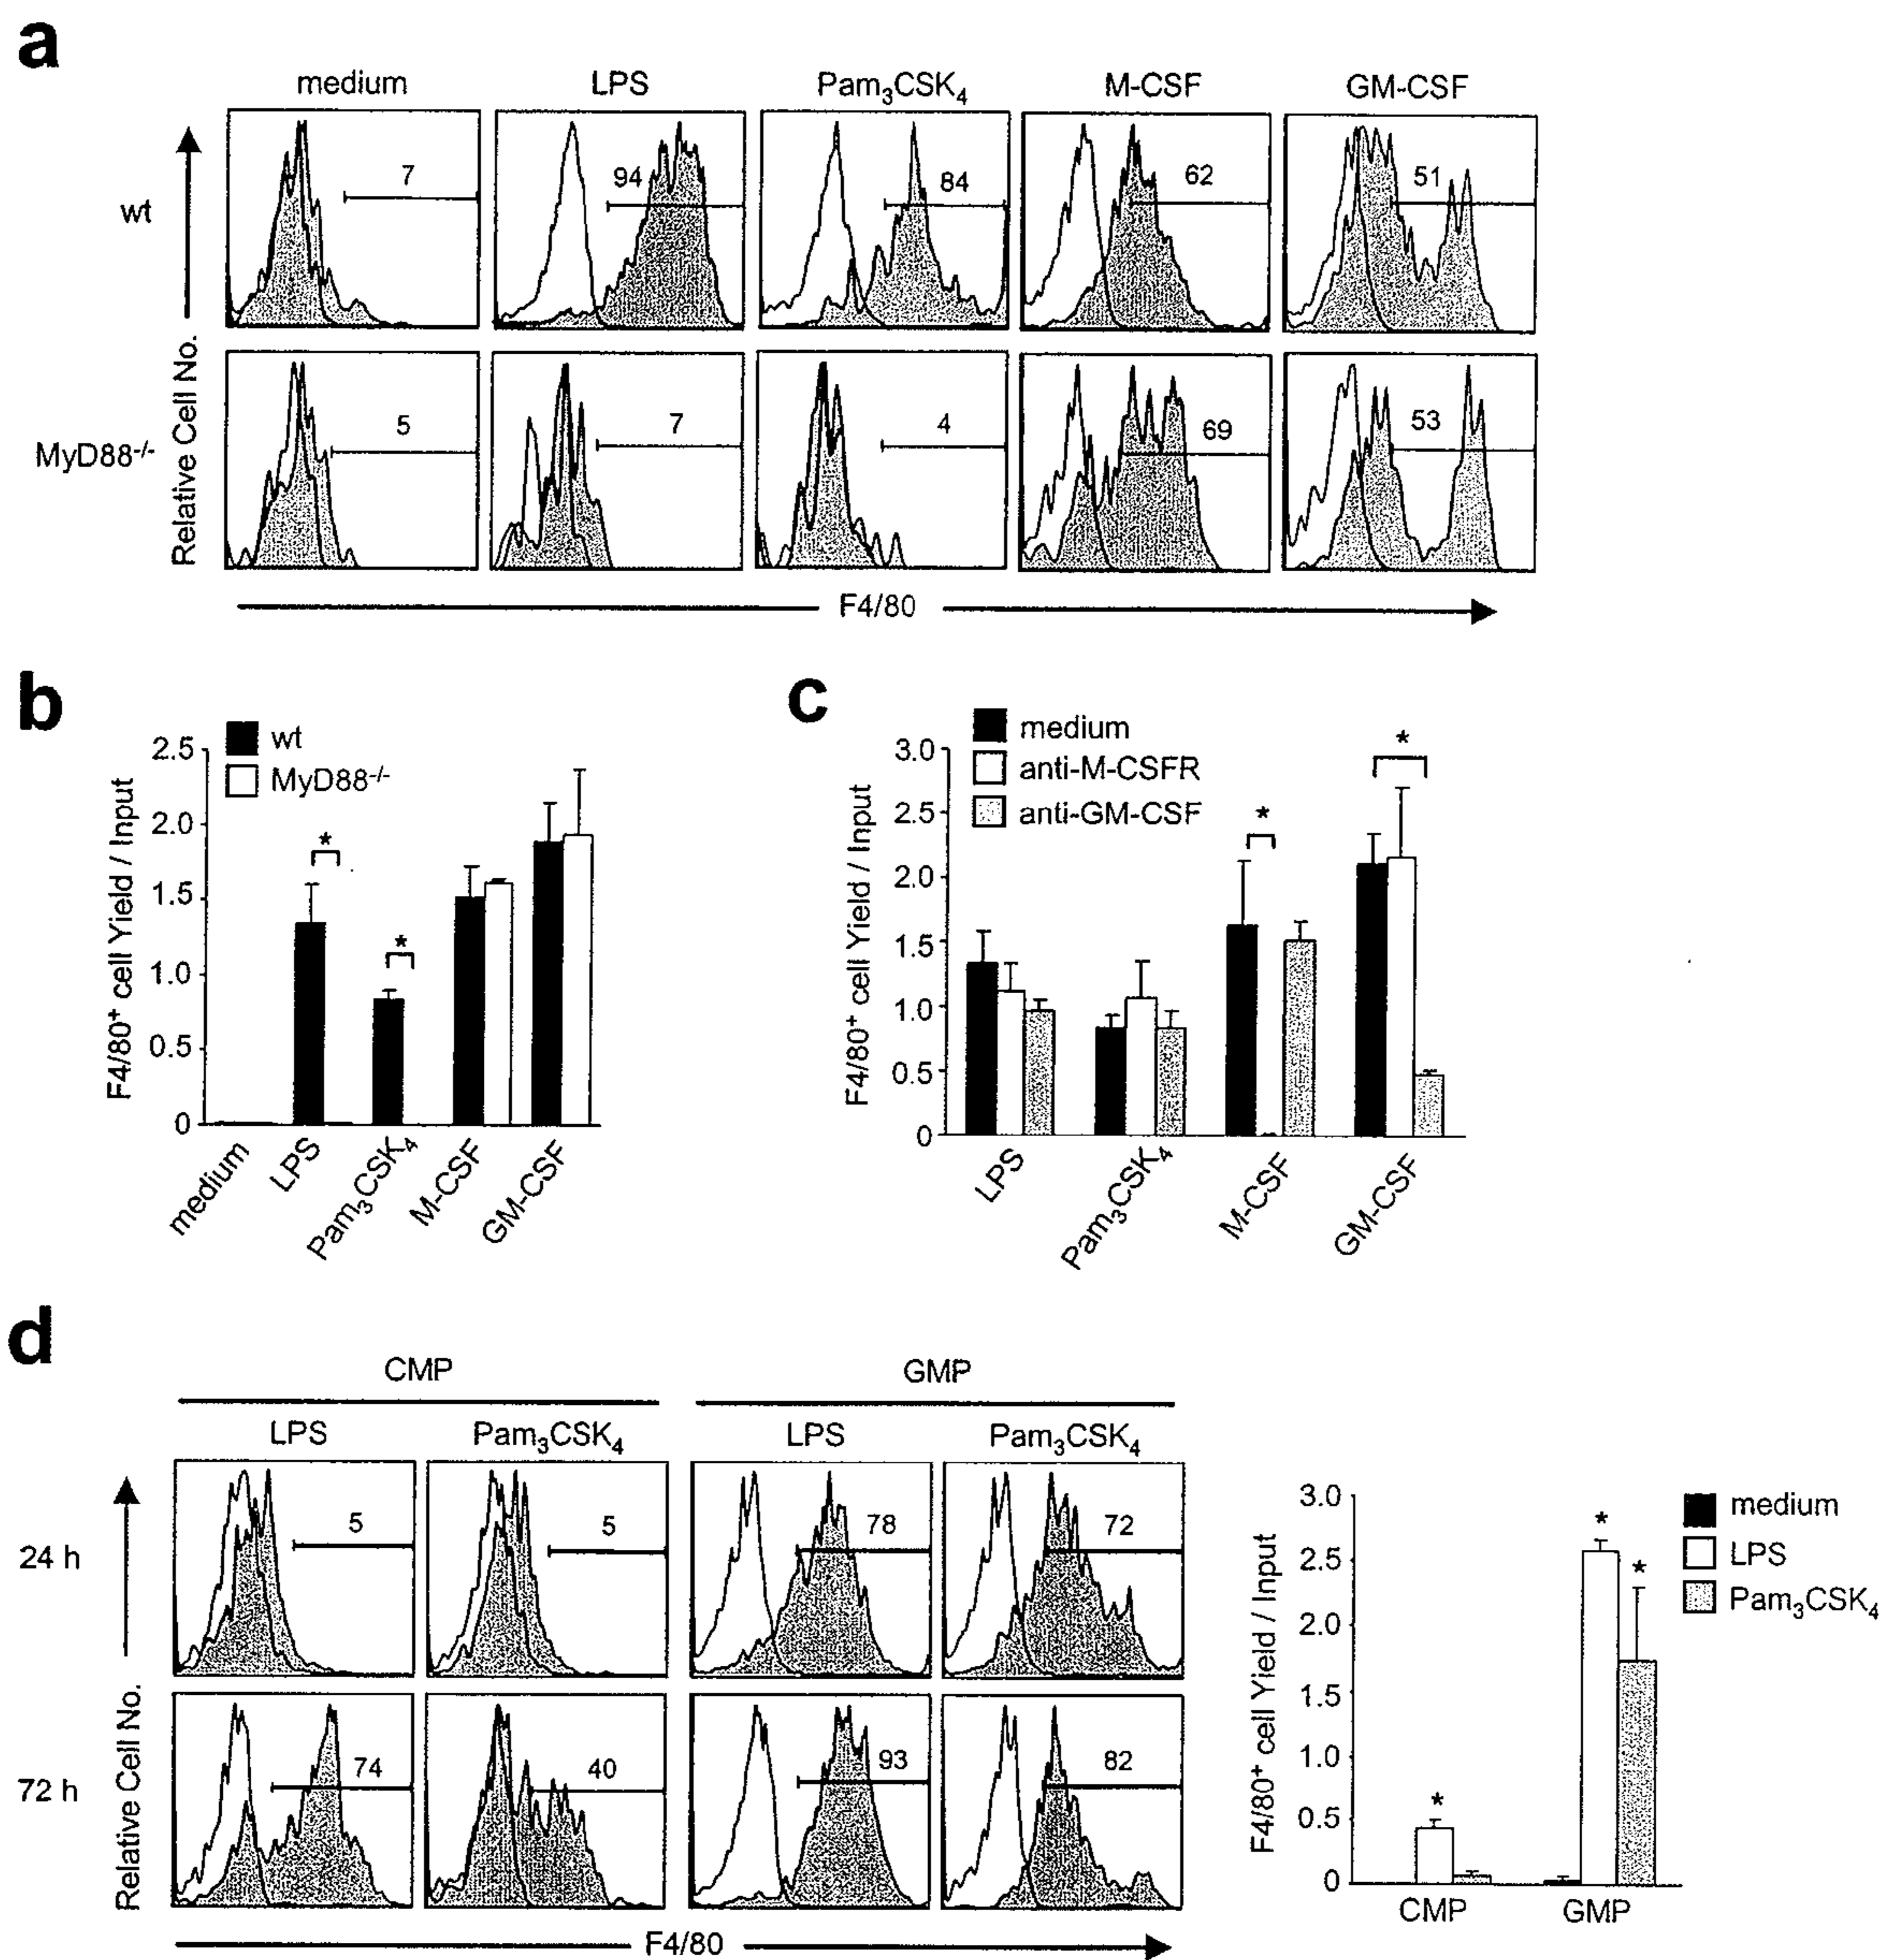 a
medium LPS Pam₃CSK₄ M-CSF GM-CSF
wt
7 94 84 62 51
MyD88-/-
5 7 4 69 53
Relative Cell No.
F4/80
b
wt
MyD88-/-
F4/80+ cell Yield / Input
2.5
2.0
1.5
1.0
0.5
0
* *
medium LPS Pam₃CSK₄ M-CSF GM-CSF
c
medium
anti-M-CSFR
anti-GM-CSF
F4/80+ cell Yield / Input
3.0
2.5
2.0
1.5
1.0
0.5
0
* *
LPS Pam₃CSK₄ M-CSF GM-CSF
d
CMP GMP
LPS Pam₃CSK₄ LPS Pam₃CSK₄
24 h
5 5 78 72
72 h
74 40 93 82
Relative Cell No.
F4/80
F4/80+ cell Yield / Input
3.0
2.5
2.0
1.5
1.0
0.5
0
medium
LPS
Pam₃CSK₄
* * *
CMP GMP